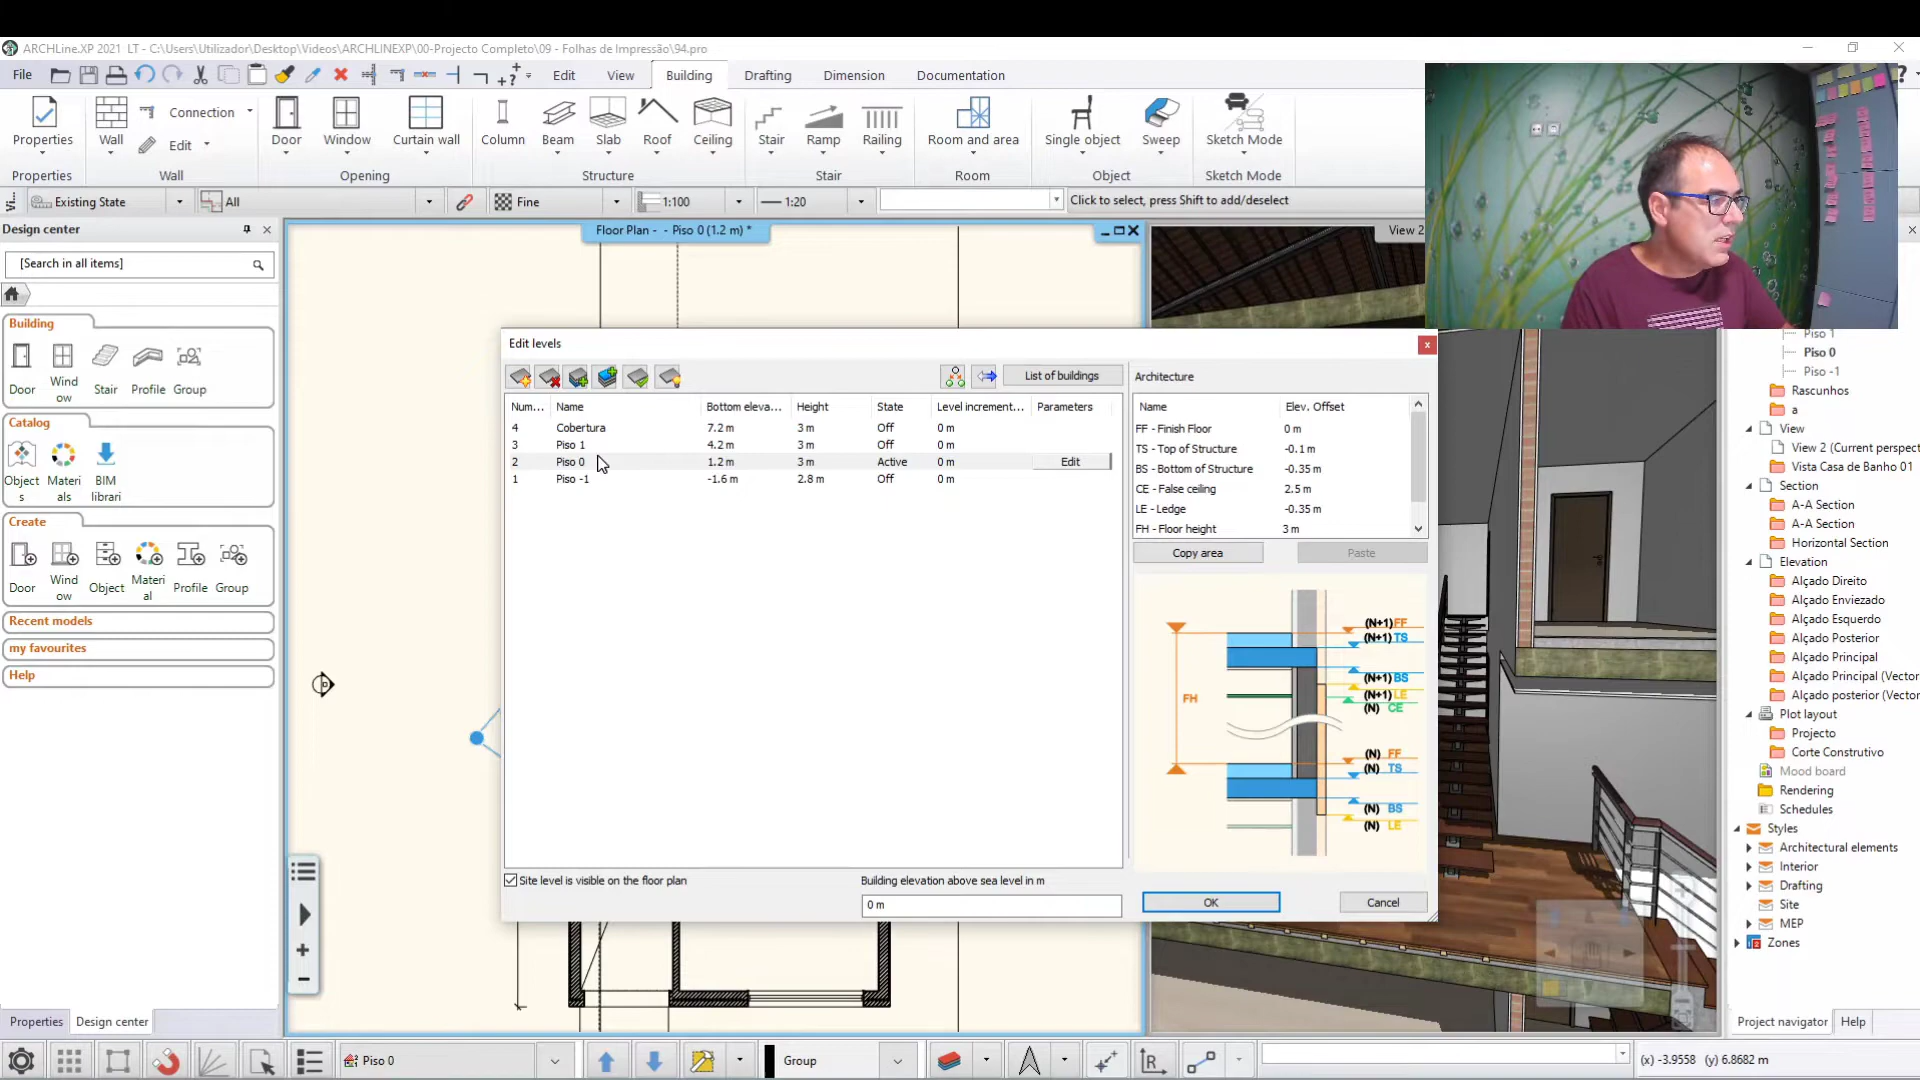 ARCHLine.XP 2021 LT - C:\Users\Utilizador\Desktop\Videos\ARCHLINEXP\00-Projecto Completo\09 - Folhas de Impressão\94.pro
File Edit View Building Drafting Dimension Documentation
Properties Wall Connection Edit Door Window Curtain wall Column Beam Slab Roof Ceiling Stair Ramp Railing Room and area Single object Sweep Sketch Mode
Properties Wall Opening Structure Stair Room Object Sketch Mode
Existing State All Fine 1:100 1:20 Click to select, press Shift to add/deselect
Design center
[Search in all items]
Building
Door Wind
ow Stair Profile Group
Catalog
Object
s Materi
als BIM
librari
Create
Door Wind
ow Object Materi
al Profile Group
Recent models
my favourites
Help
Properties Design center
Floor Plan - - Piso 0 (1.2 m) *
View 2
Edit levels
List of buildings
Num... Name Bottom eleva... Height State Level increment... Parameters
4 Cobertura 7.2 m 3 m Off 0 m
3 Piso 1 4.2 m 3 m Off 0 m
2 Piso 0 1.2 m 3 m Active 0 m Edit
1 Piso -1 -1.6 m 2.8 m Off 0 m
Site level is visible on the floor plan
Building elevation above sea level in m
0 m
Architecture
Name Elev. Offset
FF - Finish Floor 0 m
TS - Top of Structure -0.1 m
BS - Bottom of Structure -0.35 m
CE - False ceiling 2.5 m
LE - Ledge -0.35 m
FH - Floor height 3 m
Copy area Paste
(N+1) FF
(N+1) TS
(N+1) BS
(N+1) LE
(N) CE
FH
(N) FF
(N) TS
(N) BS
(N) LE
OK Cancel
Piso 1
Piso 0
Piso -1
Rascunhos
a
View
View 2 (Current perspect
Vista Casa de Banho 01
Section
A-A Section
A-A Section
Horizontal Section
Elevation
Alçado Direito
Alçado Enviezado
Alçado Esquerdo
Alçado Posterior
Alçado Principal
Alçado Principal (Vector
Alçado posterior (Vector
Plot layout
Projecto
Corte Construtivo
Mood board
Rendering
Schedules
Styles
Architectural elements
Interior
Drafting
Site
MEP
Zones
Project navigator Help
Piso 0 Group (x) -3.9558 (y) 6.8682 m